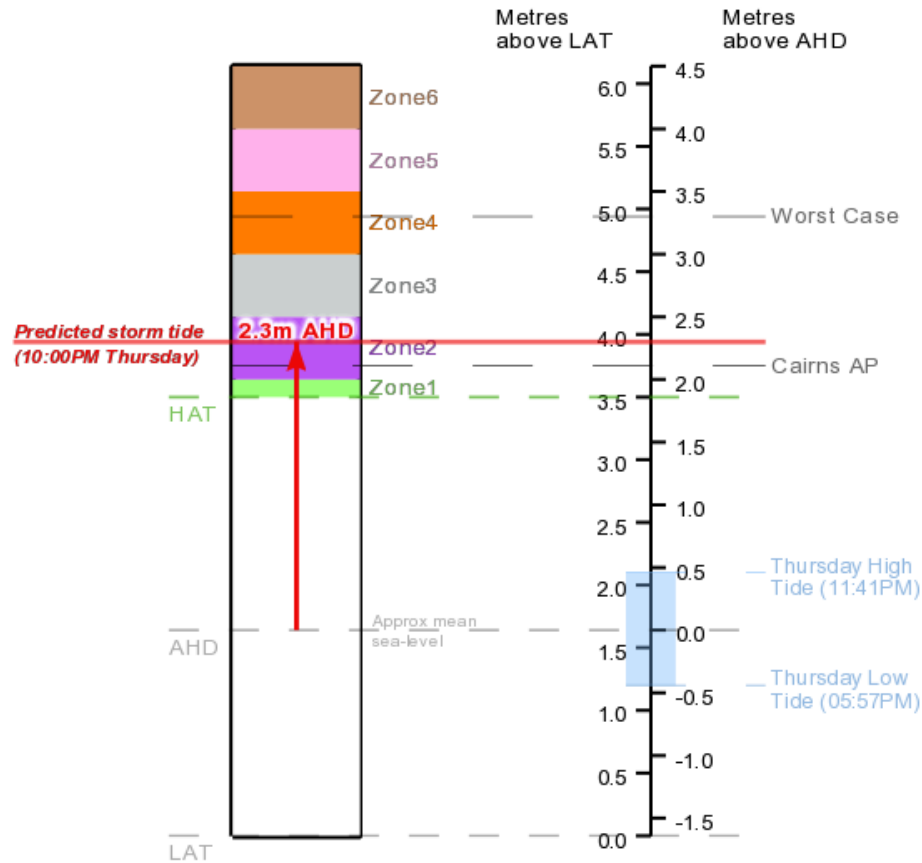 Metres
above LAT
Metres
above AHD
4.5
6.0
Zone6
4.0
5.5
Zone5
3.5
5.0
Worst Case
Zone4
3.0
4.5
Zone3
2.5
Predicted storm tide
2.3m AHD
4.0
(10:00PM Thursday)
Zone2
Cairns AP
2.0
Zone1
3.5
HAT
1.5
3.0
1.0
2.5
Thursday High
Tide (11:41PM)
0.5
2.0
Approx mean
sea-level
0.0
AHD
1.5
Thursday Low
Tide (05:57PM)
-0.5
1.0
-1.0
0.5
-1.5
0.0
LAT